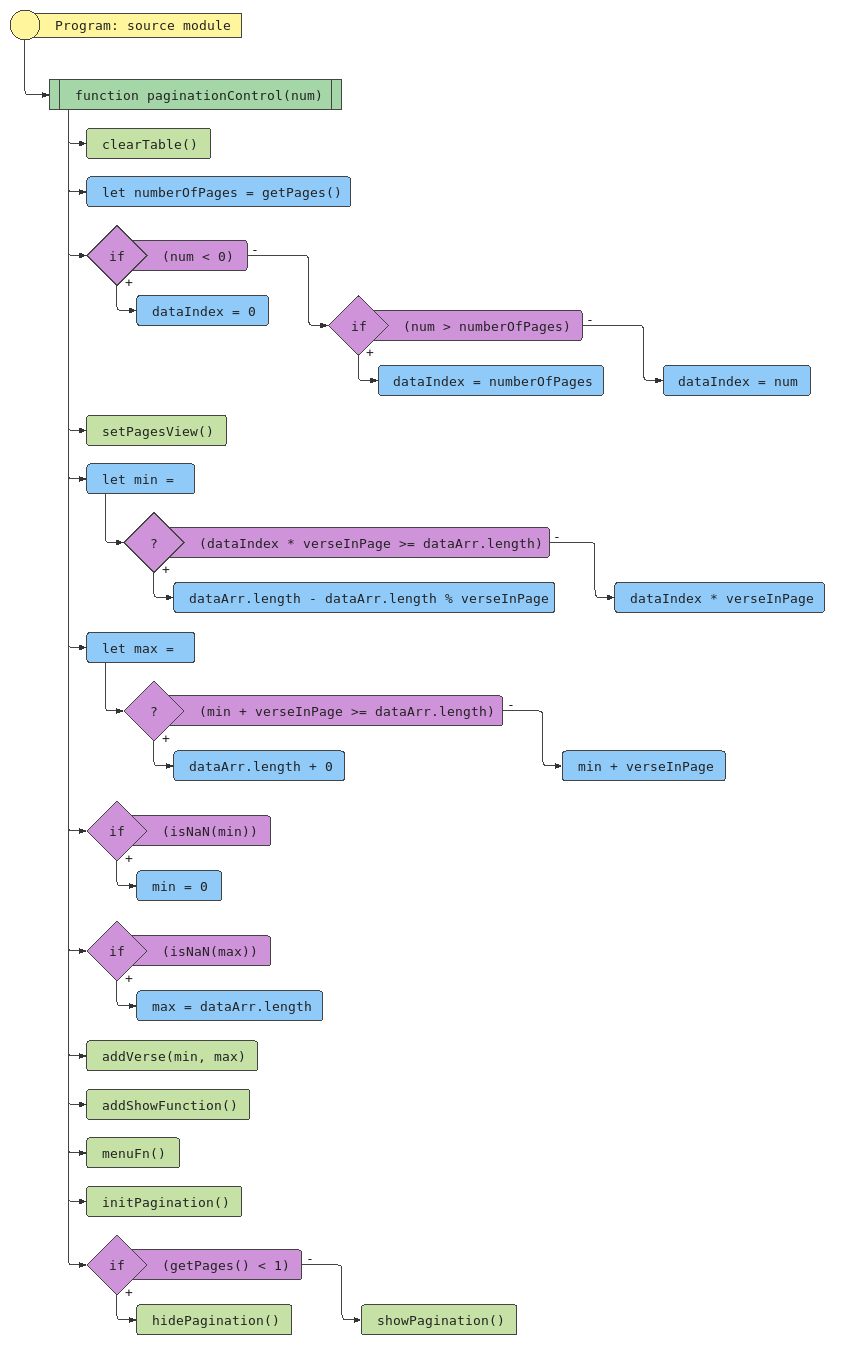 Program: source module
function paginationControl(num)
clearTable()
let numberOfPages = getPages()
if (num < 0) -
+
dataIndex = 0
if (num > numberOfPages) -
+
dataIndex = numberOfPages
dataIndex = num
setPagesView()
let min =
? (dataIndex * verseInPage >= dataArr.length) -
+
dataArr.length - dataArr.length % verseInPage
dataIndex * verseInPage
let max =
? (min + verseInPage >= dataArr.length) -
+
dataArr.length + 0
min + verseInPage
if (isNaN(min))
+
min = 0
if (isNaN(max))
+
max = dataArr.length
addVerse(min, max)
addShowFunction()
menuFn()
initPagination()
if (getPages() < 1) -
+
hidePagination()
showPagination()